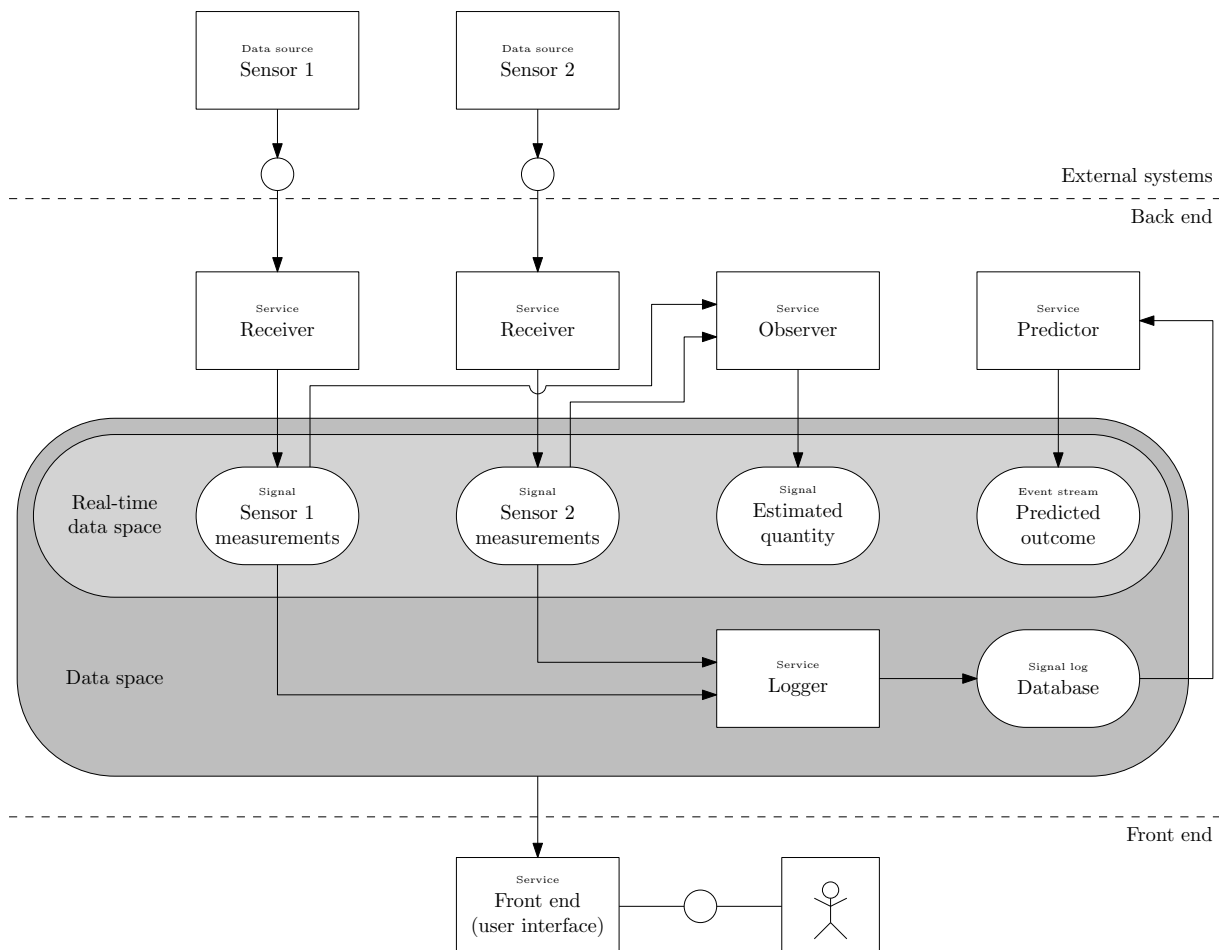 Data source
Sensor 1
Data source
Sensor 2
External systems
Back end
Service
Receiver
Service
Receiver
Service
Observer
Service
Predictor
Real-time
data space
Signal
Sensor 1
measurements
Signal
Sensor 2
measurements
Signal
Estimated
quantity
Event stream
Predicted
outcome
Data space
Service
Logger
Signal log
Database
Front end
Service
Front end
(user interface)